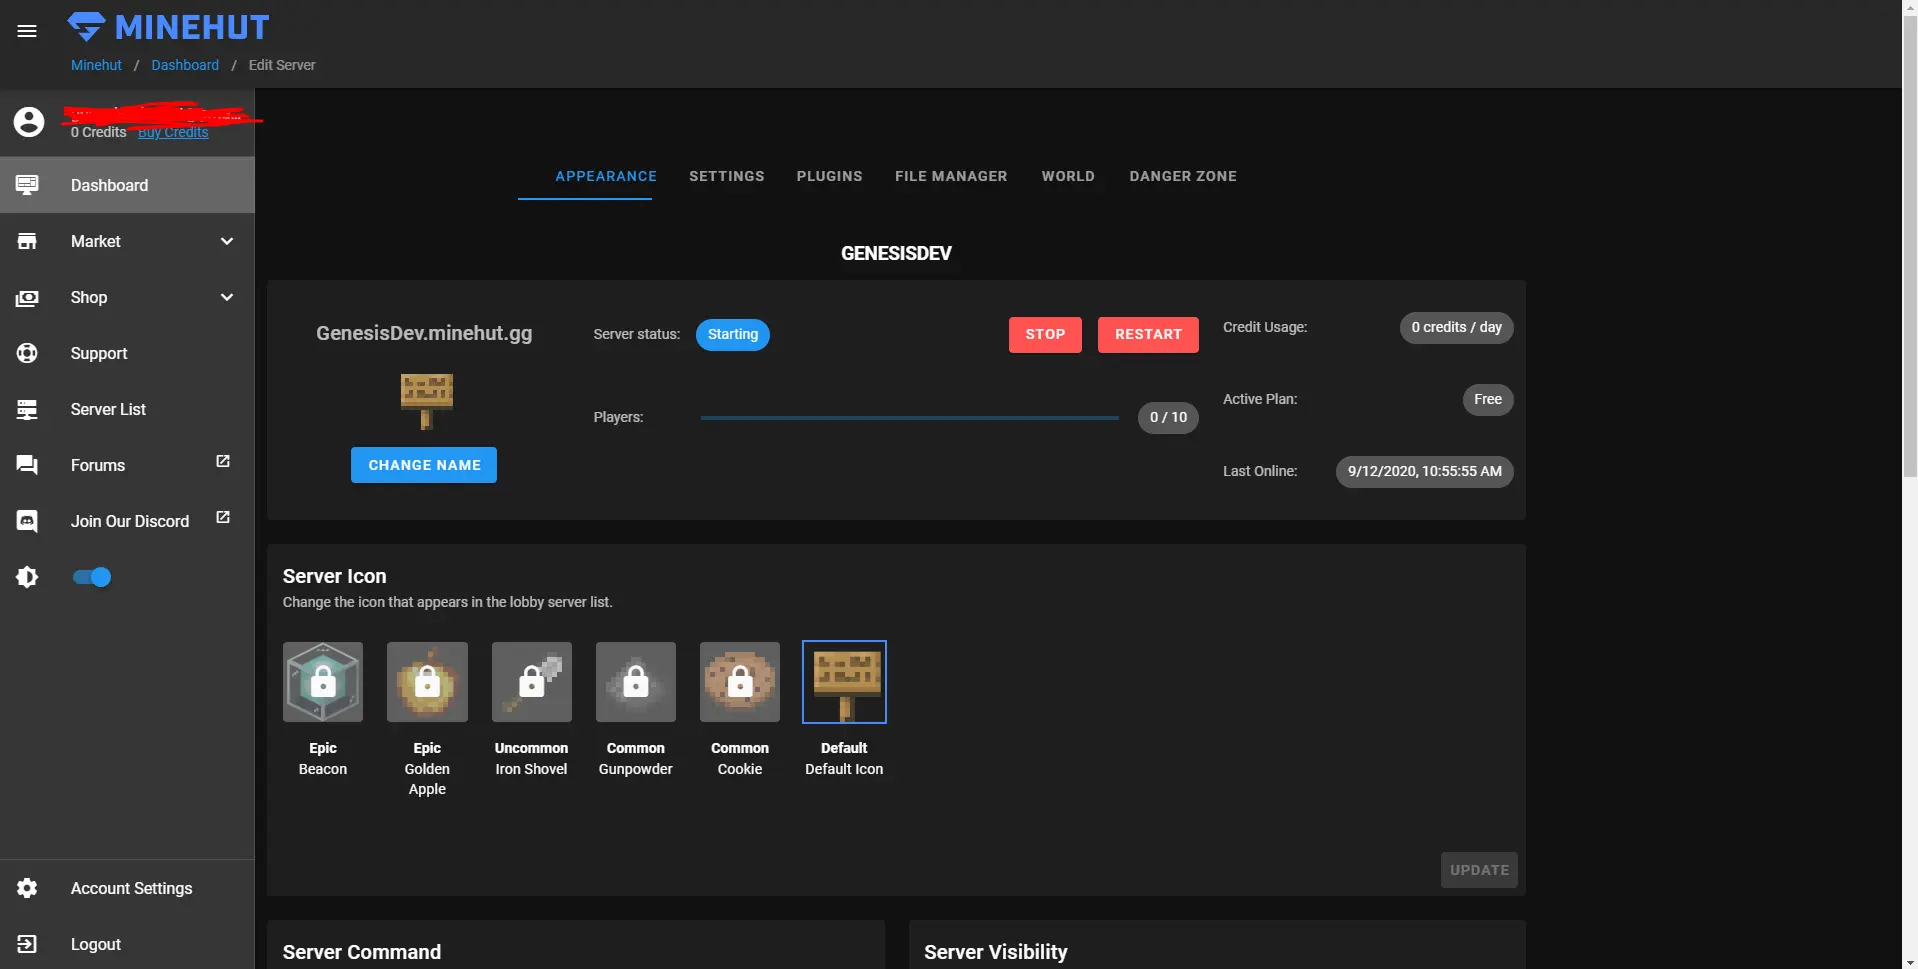 MINEHUT
Minehut / Dashboard / Edit Server
0 Credits Buy Credits
Dashboard
Market
Shop
Support
Server List
Forums
Join Our Discord
Account Settings
Logout
APPEARANCE SETTINGS PLUGINS FILE MANAGER WORLD DANGER ZONE
GENESISDEV
GenesisDev.minehut.gg
CHANGE NAME
Server status: Starting
STOP RESTART
Players: 0 / 10
Credit Usage: 0 credits / day
Active Plan: Free
Last Online: 9/12/2020, 10:55:55 AM
Server Icon
Change the icon that appears in the lobby server list.
Epic
Beacon
Epic
Golden
Apple
Uncommon
Iron Shovel
Common
Gunpowder
Common
Cookie
Default
Default Icon
UPDATE
Server Command
Server Visibility